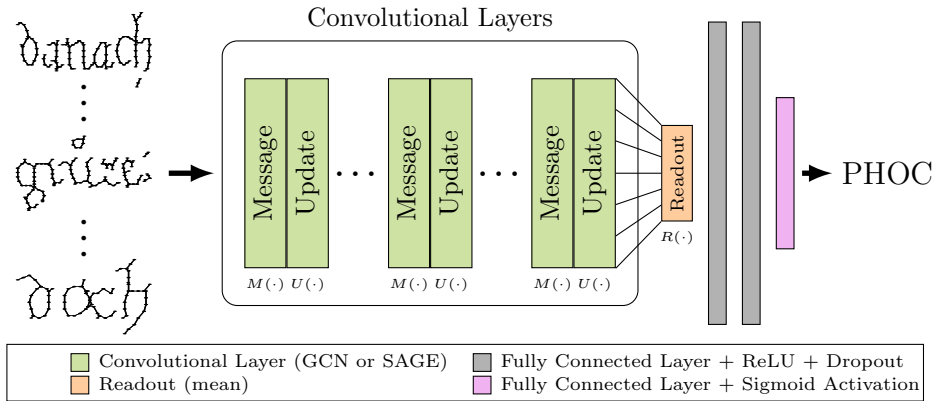 Convolutional Layers
danach
Message Update
Message Update
Message Update
Readout
PHOC
M(·) U(·)
M(·) U(·)
M(·) U(·)
R(·)
doch
Convolutional Layer (GCN or SAGE)
Readout (mean)
Fully Connected Layer + ReLU + Dropout
Fully Connected Layer + Sigmoid Activation